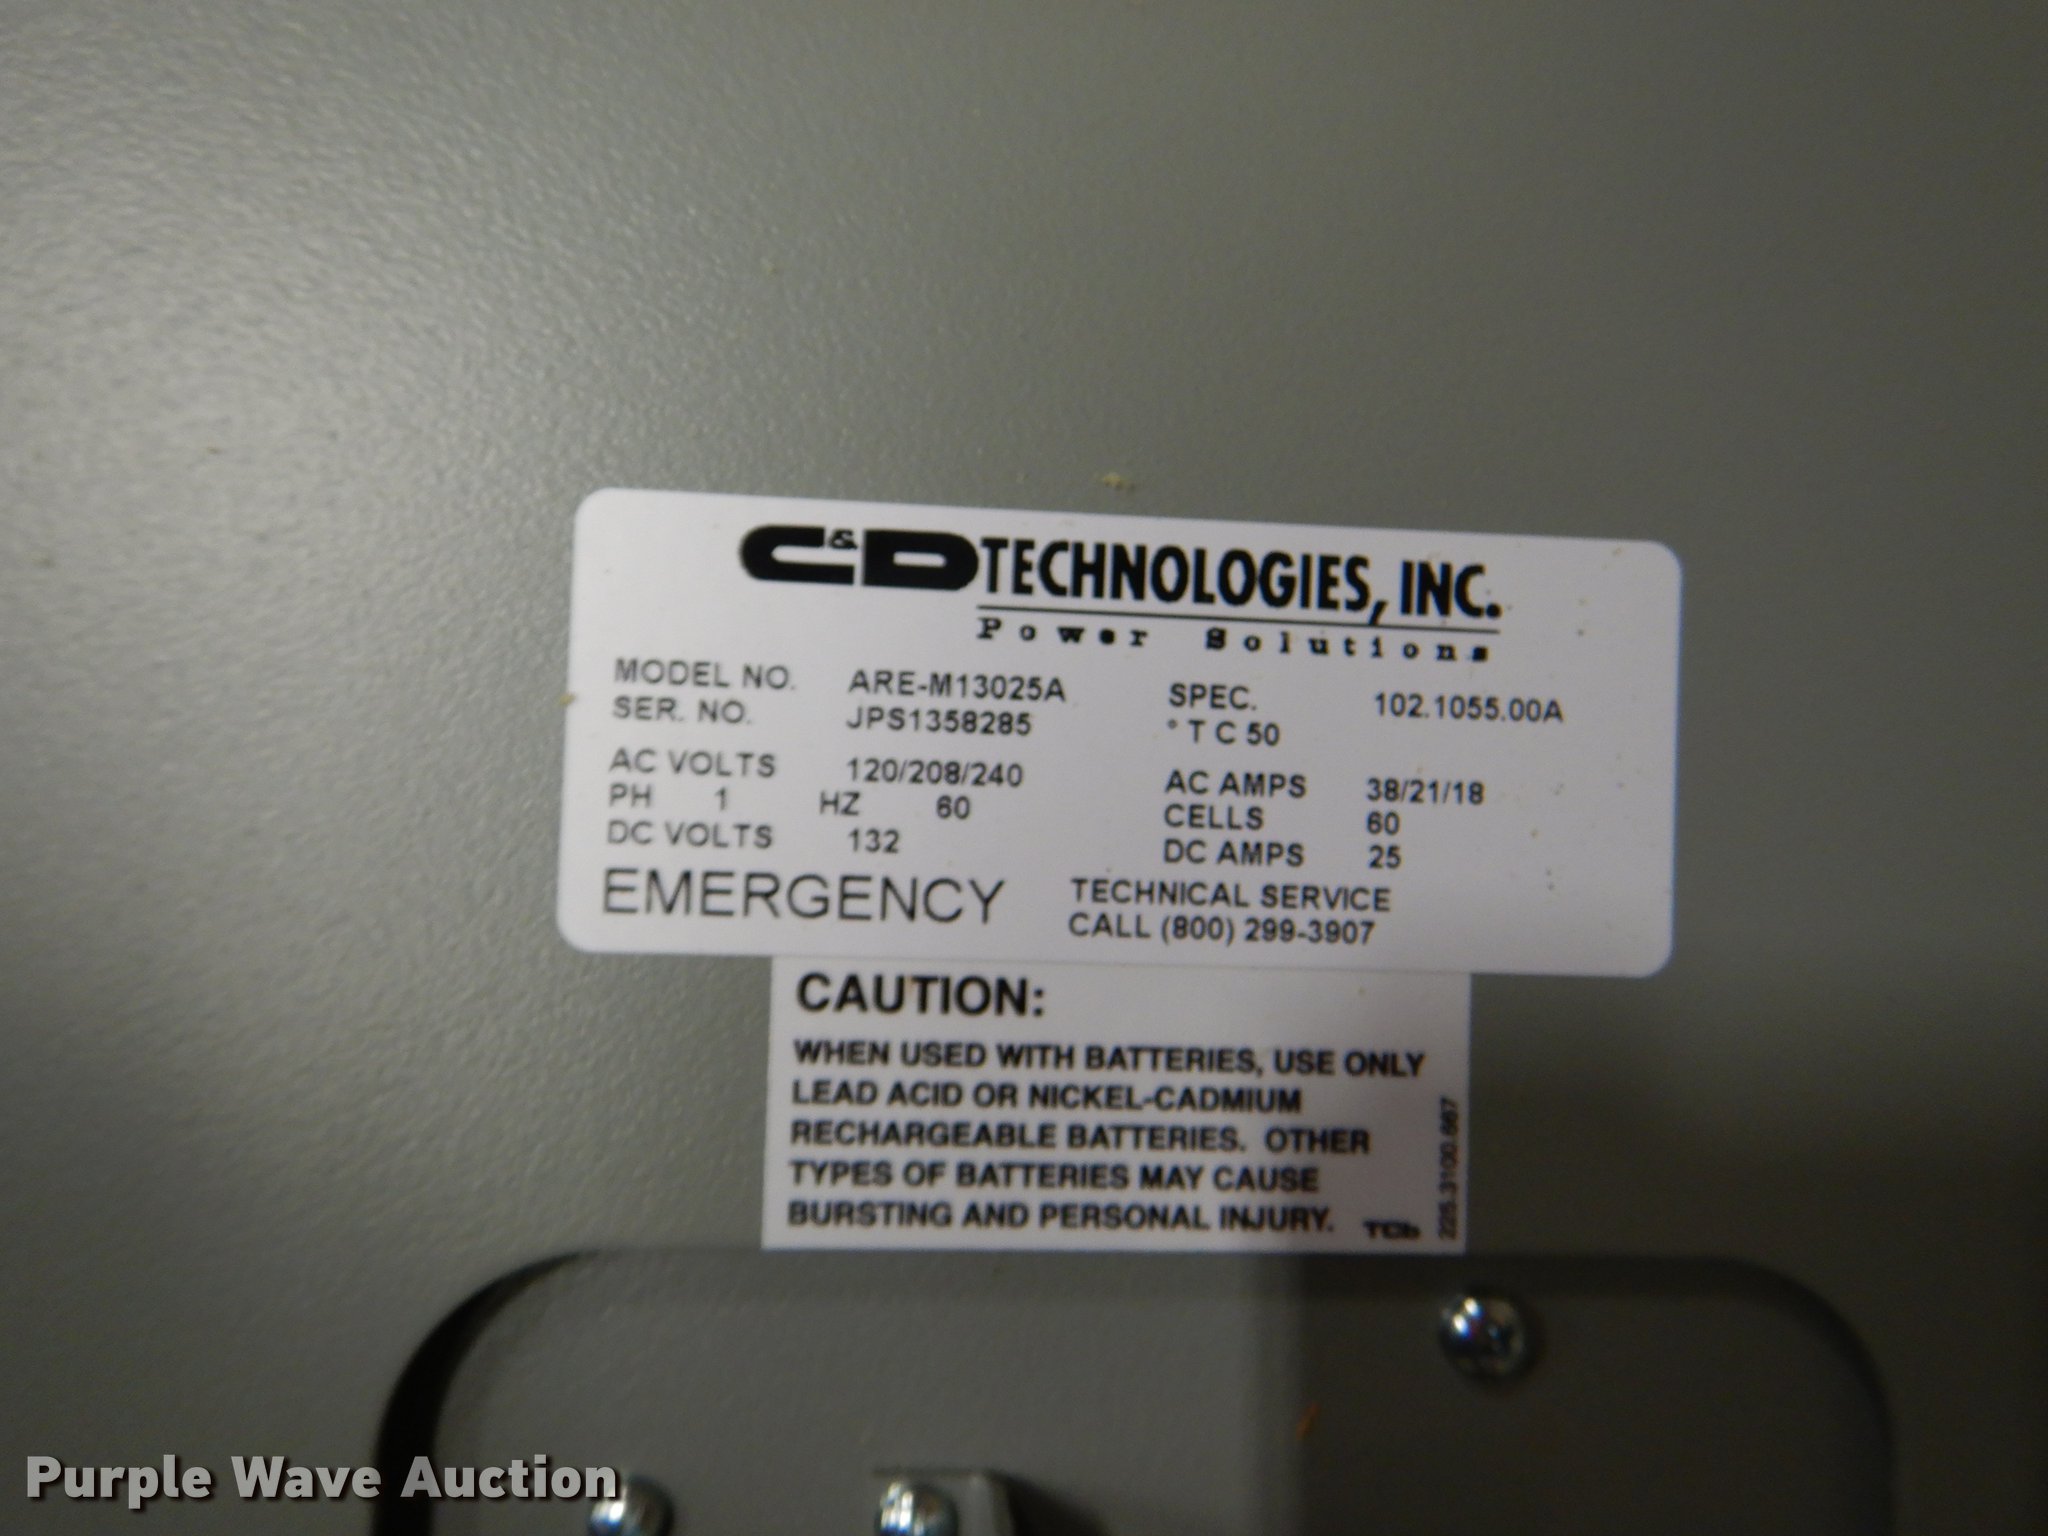 C&D TECHNOLOGIES, INC.
Power Solutions
MODEL NO. ARE-M13025A SPEC. 102.1055.00A
SER. NO. JPS1358285 ° T C 50
AC VOLTS 120/208/240 AC AMPS 38/21/18
PH 1 HZ 60 CELLS 60
DC VOLTS 132 DC AMPS 25
EMERGENCY TECHNICAL SERVICE
CALL (800) 299-3907
CAUTION:
WHEN USED WITH BATTERIES, USE ONLY
LEAD ACID OR NICKEL-CADMIUM
RECHARGEABLE BATTERIES. OTHER
TYPES OF BATTERIES MAY CAUSE
BURSTING AND PERSONAL INJURY.
Purple Wave Auction